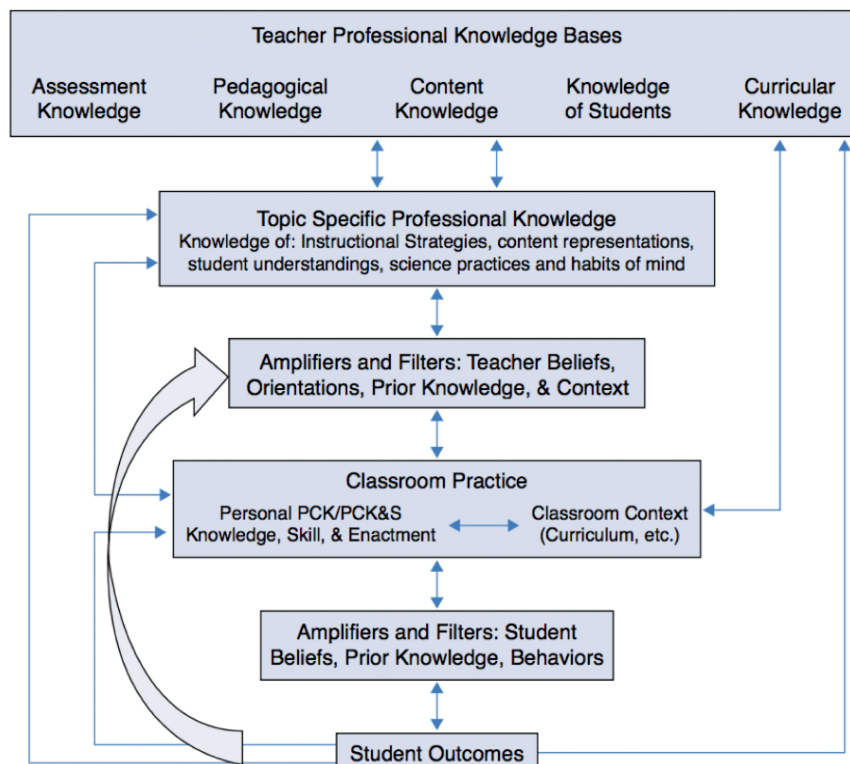 Teacher Professional Knowledge Bases
Assessment Knowledge
Pedagogical Knowledge
Content Knowledge
Knowledge of Students
Curricular Knowledge
Topic Specific Professional Knowledge
Knowledge of: Instructional Strategies, content representations,
student understandings, science practices and habits of mind
Amplifiers and Filters: Teacher Beliefs,
Orientations, Prior Knowledge, & Context
Classroom Practice
Personal PCK/PCK&S
Knowledge, Skill, & Enactment
Classroom Context
(Curriculum, etc.)
Amplifiers and Filters: Student
Beliefs, Prior Knowledge, Behaviors
Student Outcomes